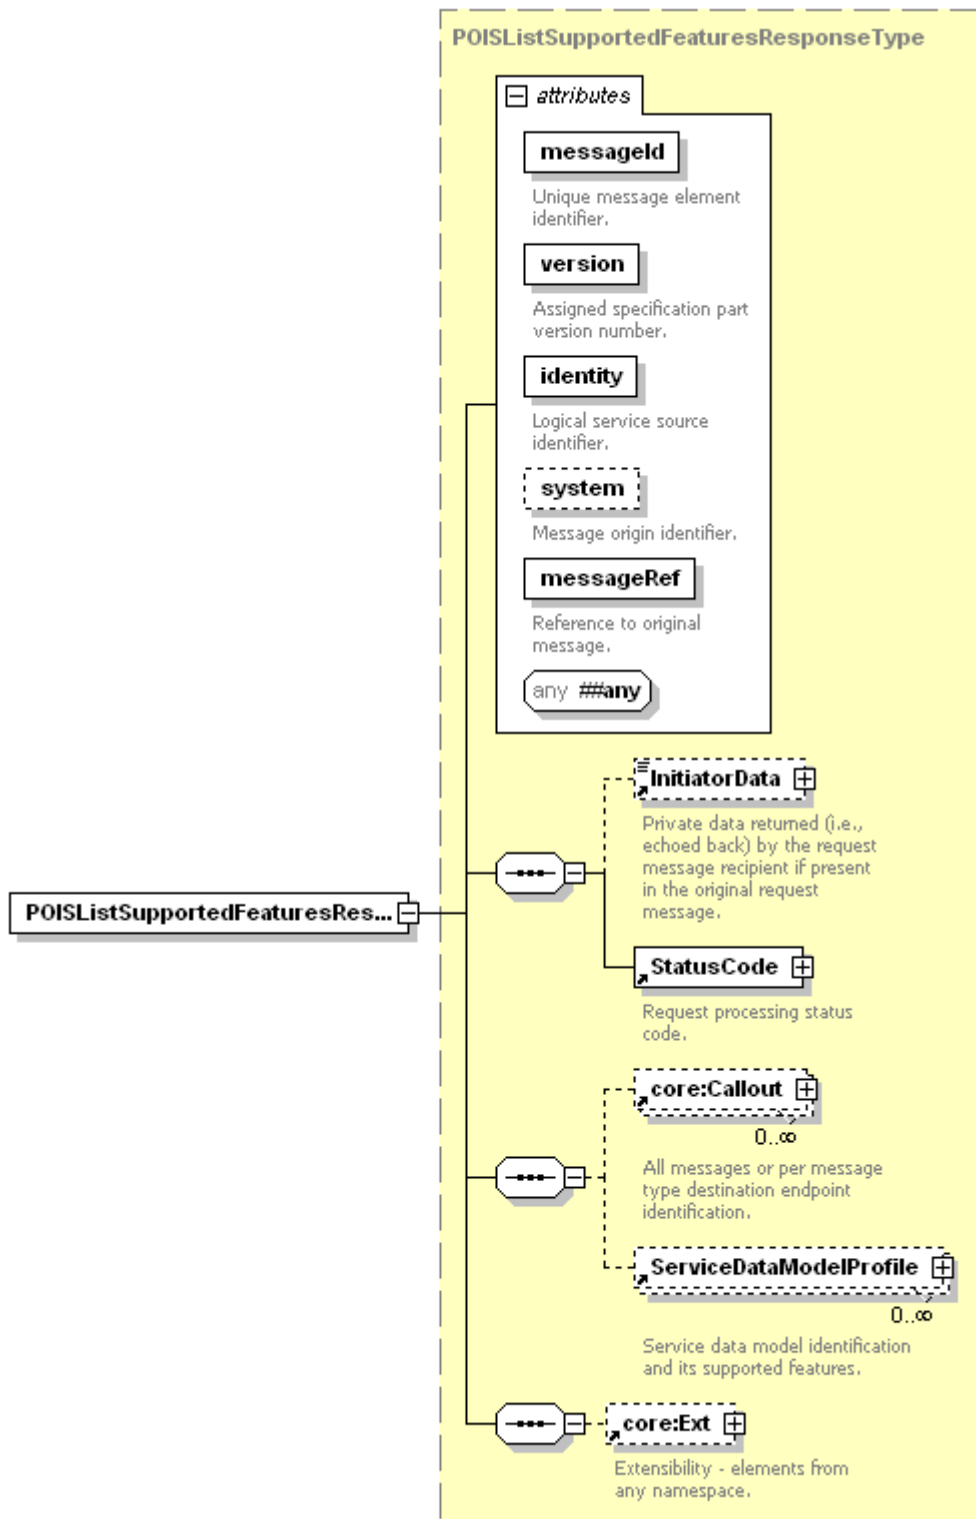 POISListSupportedFeaturesResponseType
attributes
messageId
Unique message element
identifier.
version
Assigned specification part
version number.
identity
Logical service source
identifier.
system
Message origin identifier.
messageRef
Reference to original
message.
any ##any
InitiatorData
Private data returned (i.e.,
echoed back) by the request
message recipient if present
in the original request
message.
POISListSupportedFeaturesRes...
StatusCode
Request processing status
code.
core:Callout
0..∞
All messages or per message
type destination endpoint
identification.
ServiceDataModelProfile
0..∞
Service data model identification
and its supported features.
core:Ext
Extensibility - elements from
any namespace.